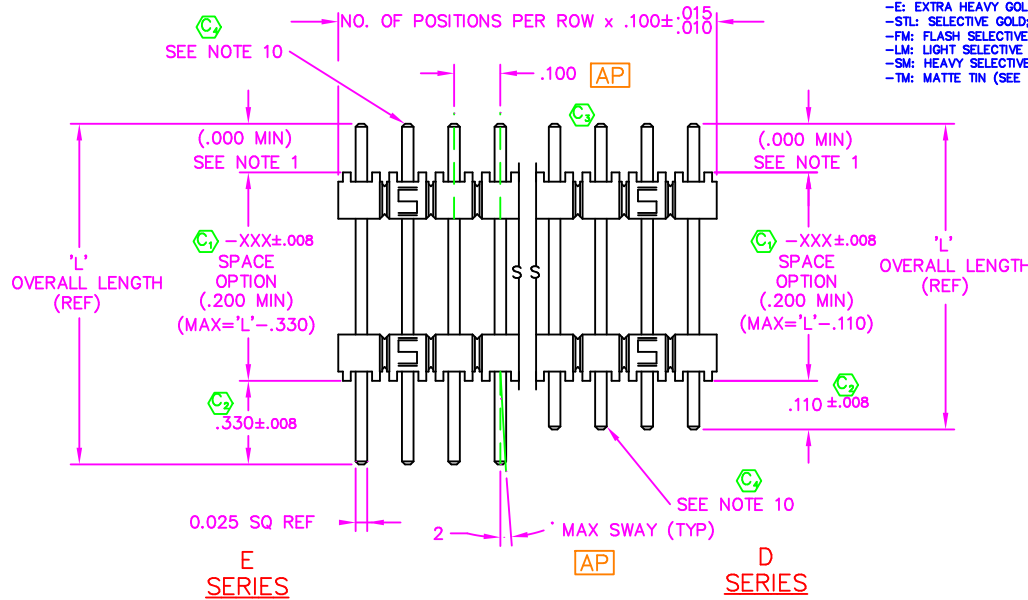 NO. OF POSITIONS PER ROW x .100± .015
.010
-E: EXTRA HEAVY GOL
-STL: SELECTIVE GOLD;
-FM: FLASH SELECTIVE
-LM: LIGHT SELECTIVE
-SM: HEAVY SELECTIVE
-TM: MATTE TIN (SEE
C4
SEE NOTE 10
.100 AP
C3
(.000 MIN)
SEE NOTE 1
(.000 MIN)
SEE NOTE 1
S
S
C1 -XXX±.008
SPACE
OPTION
(.200 MIN)
(MAX='L'-.330)
'L'
OVERALL LENGTH
(REF)
S S
C1 -XXX±.008
SPACE
OPTION
(.200 MIN)
(MAX='L'-.110)
'L'
OVERALL LENGTH
(REF)
S
S
C2
.330±.008
C2
.110 ±.008
C4
SEE NOTE 10
0.025 SQ REF
2 ° MAX SWAY (TYP)
AP
E
SERIES
D
SERIES